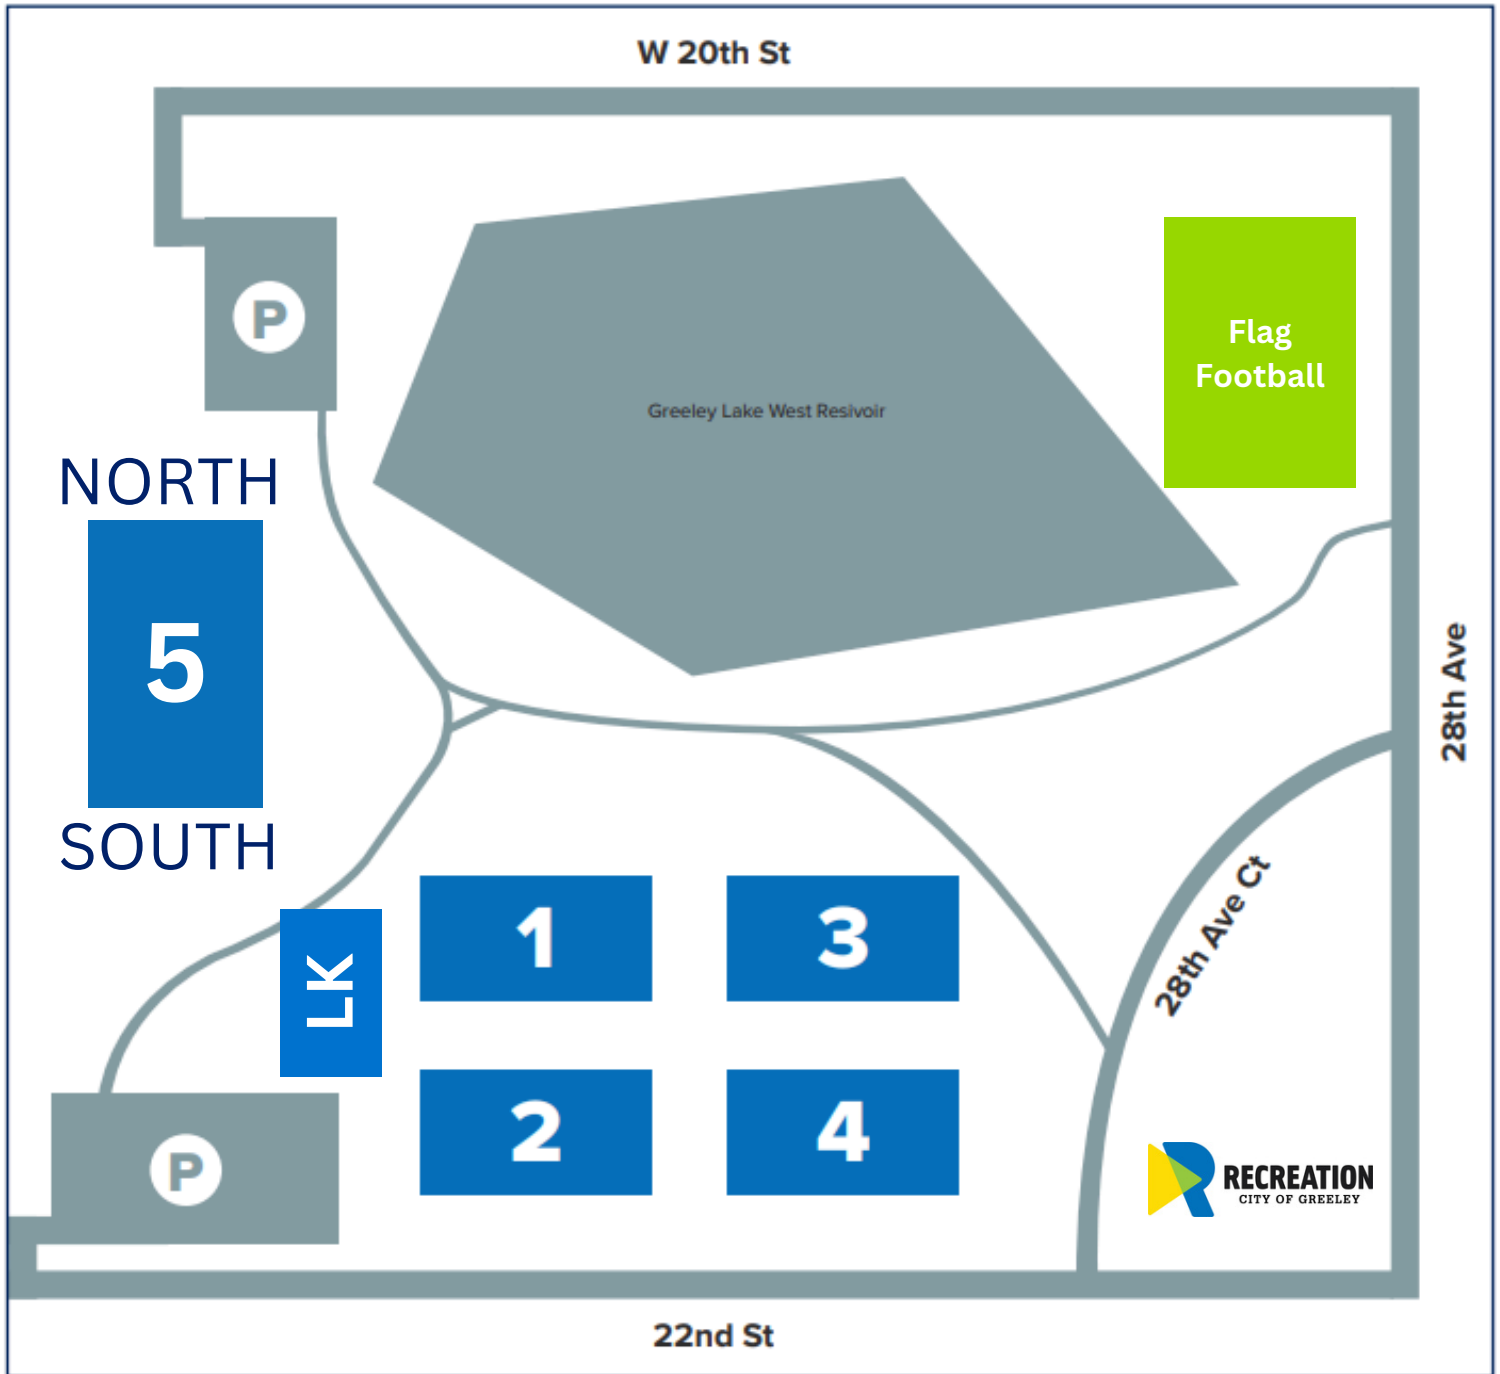 W 20th St
P
Flag
Football
Greeley Lake West Resivoir
NORTH
5
SOUTH
28th Ave
28th Ave Ct
1
3
LK
2
4
P
RECREATION
CITY OF GREELEY
22nd St